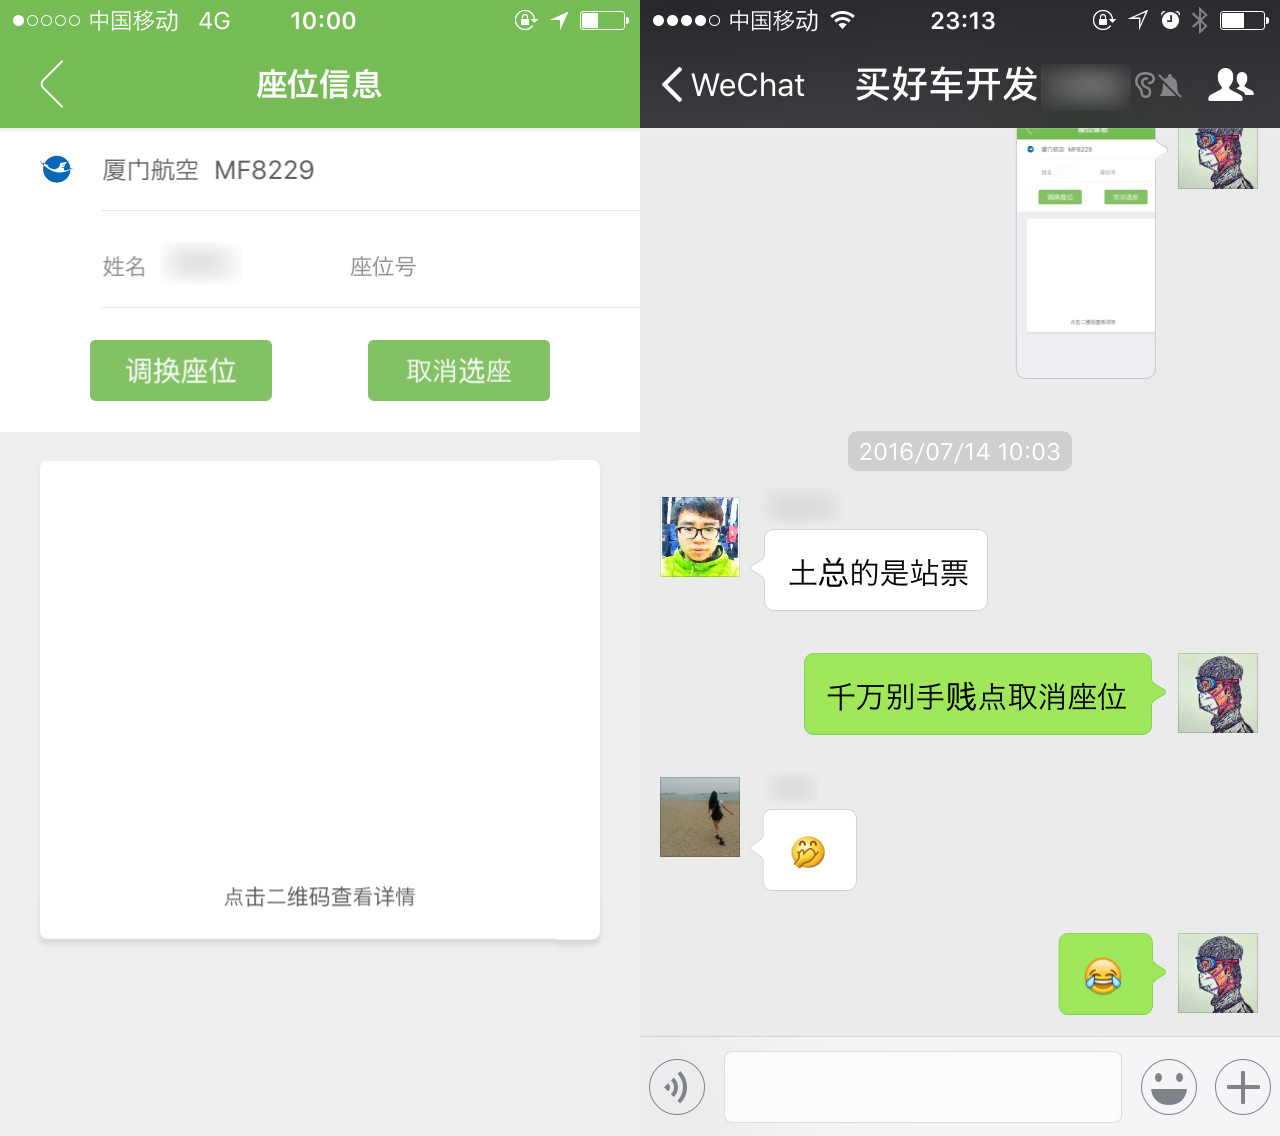 中国移动 4G 10:00
座位信息
厦门航空 MF8229
姓名 座位号
调换座位 取消选座
点击二维码查看详情
中国移动 23:13
WeChat 买好车开发
座位信息
厦门航空 MF8229
姓名 座位号
调换座位 取消选座
点击二维码查看详情
2016/07/14 10:03
土总的是站票
千万别手贱点取消座位